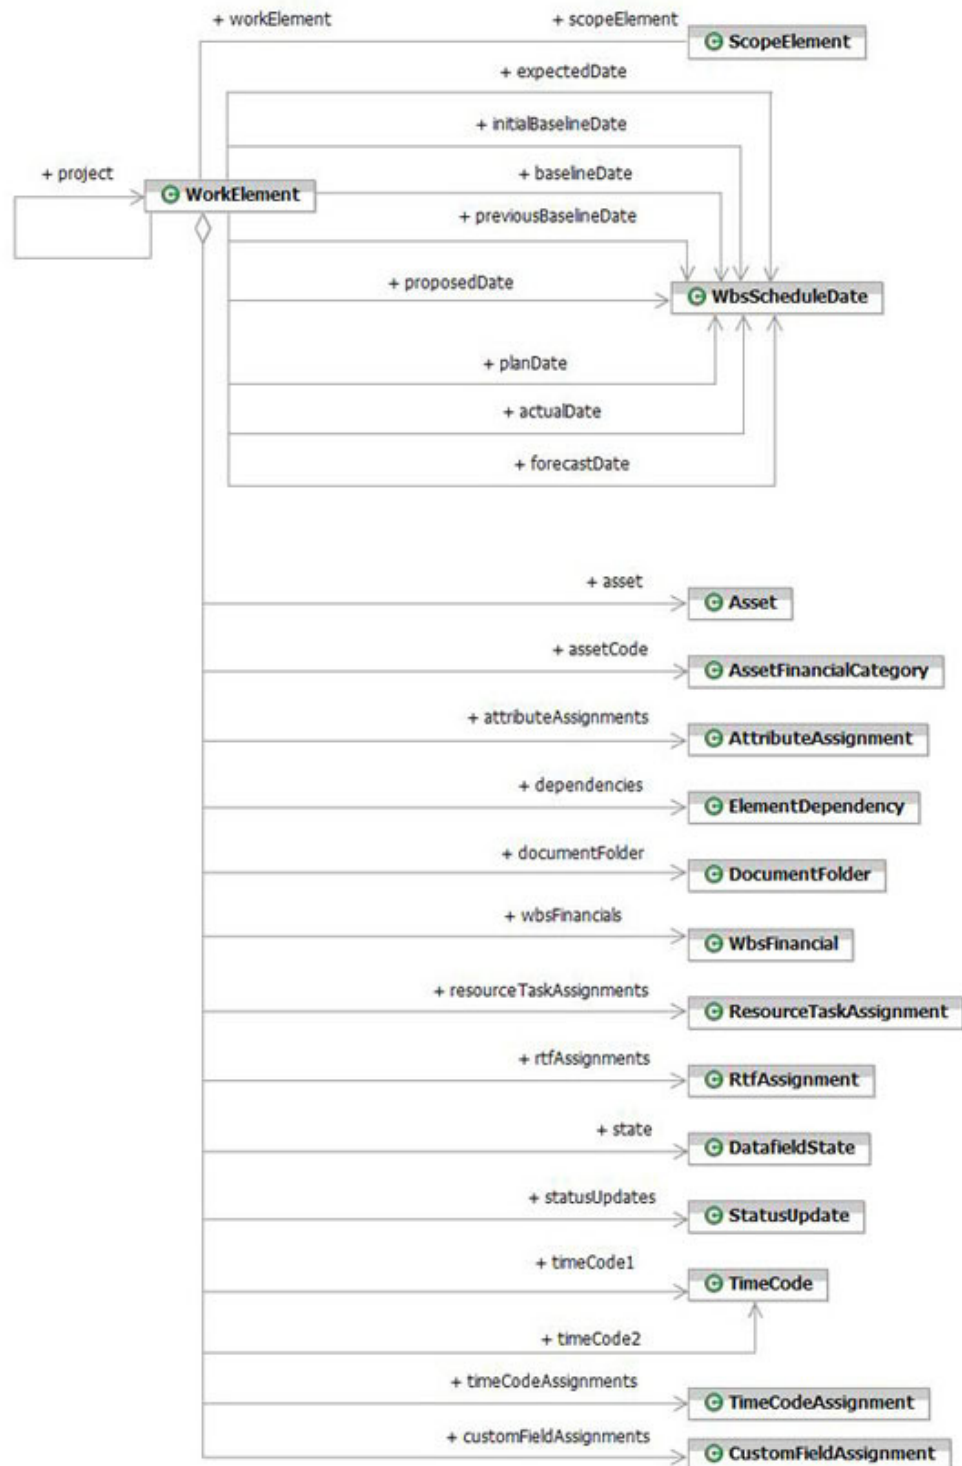 + workElement + scopeElement
C ScopeElement
+ expectedDate
+ initialBaselineDate
+ project
+ baselineDate
C WorkElement
+ previousBaselineDate
+ proposedDate
C WbsScheduleDate
+ planDate
+ actualDate
+ forecastDate
+ asset
C Asset
+ assetCode
C AssetFinancialCategory
+ attributeAssignments
C AttributeAssignment
+ dependencies
C ElementDependency
+ documentFolder
C DocumentFolder
+ wbsFinancials
C WbsFinancial
+ resourceTaskAssignments
C ResourceTaskAssignment
+ rtfAssignments
C RtfAssignment
+ state
C DatafieldState
+ statusUpdates
C StatusUpdate
+ timeCode1
C TimeCode
+ timeCode2
+ timeCodeAssignments
C TimeCodeAssignment
+ customFieldAssignments
C CustomFieldAssignment